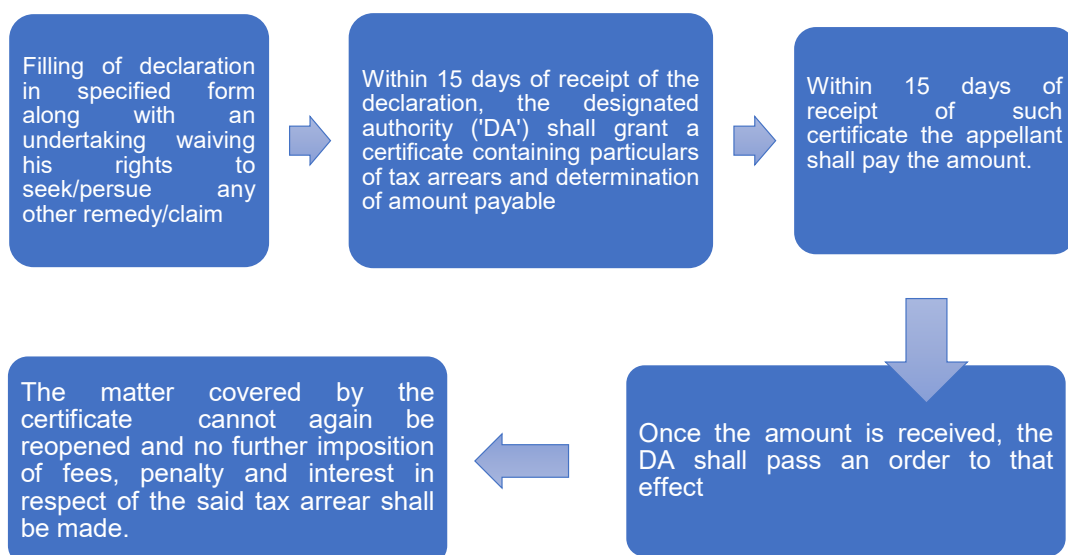 Filling of declaration
in specified form
along with an
undertaking waiving
his rights to
seek/persue any
other remedy/claim
Within 15 days of receipt of the
declaration, the designated
authority ('DA') shall grant a
certificate containing particulars
of tax arrears and determination
of amount payable
Within 15 days of
receipt of such
certificate the appellant
shall pay the amount.
Once the amount is received, the
DA shall pass an order to that
effect
The matter covered by the
certificate cannot again be
reopened and no further imposition
of fees, penalty and interest in
respect of the said tax arrear shall
be made.